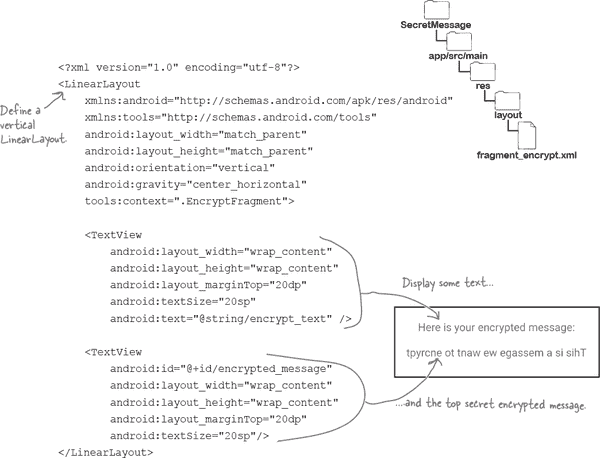 SecretMessage
app/src/main
res
layout
fragment_encrypt.xml
<?xml version="1.0" encoding="utf-8"?>
<LinearLayout
xmlns:android="http://schemas.android.com/apk/res/android"
xmlns:tools="http://schemas.android.com/tools"
android:layout_width="match_parent"
android:layout_height="match_parent"
android:orientation="vertical"
android:gravity="center_horizontal"
tools:context=".EncryptFragment">
Define a
vertical
LinearLayout
<TextView
android:layout_width="wrap_content"
android:layout_height="wrap_content"
android:layout_marginTop="20dp"
android:textSize="20sp"
android:text="@string/encrypt_text" />
Display some text...
Here is your encrypted message:
tpyrcne ot tnaw ew egassem a si sihT
<TextView
android:id="@+id/encrypted_message"
android:layout_width="wrap_content"
android:layout_height="wrap_content"
android:layout_marginTop="20dp"
android:textSize="20sp"/>
...and the top secret encrypted message.
</LinearLayout>